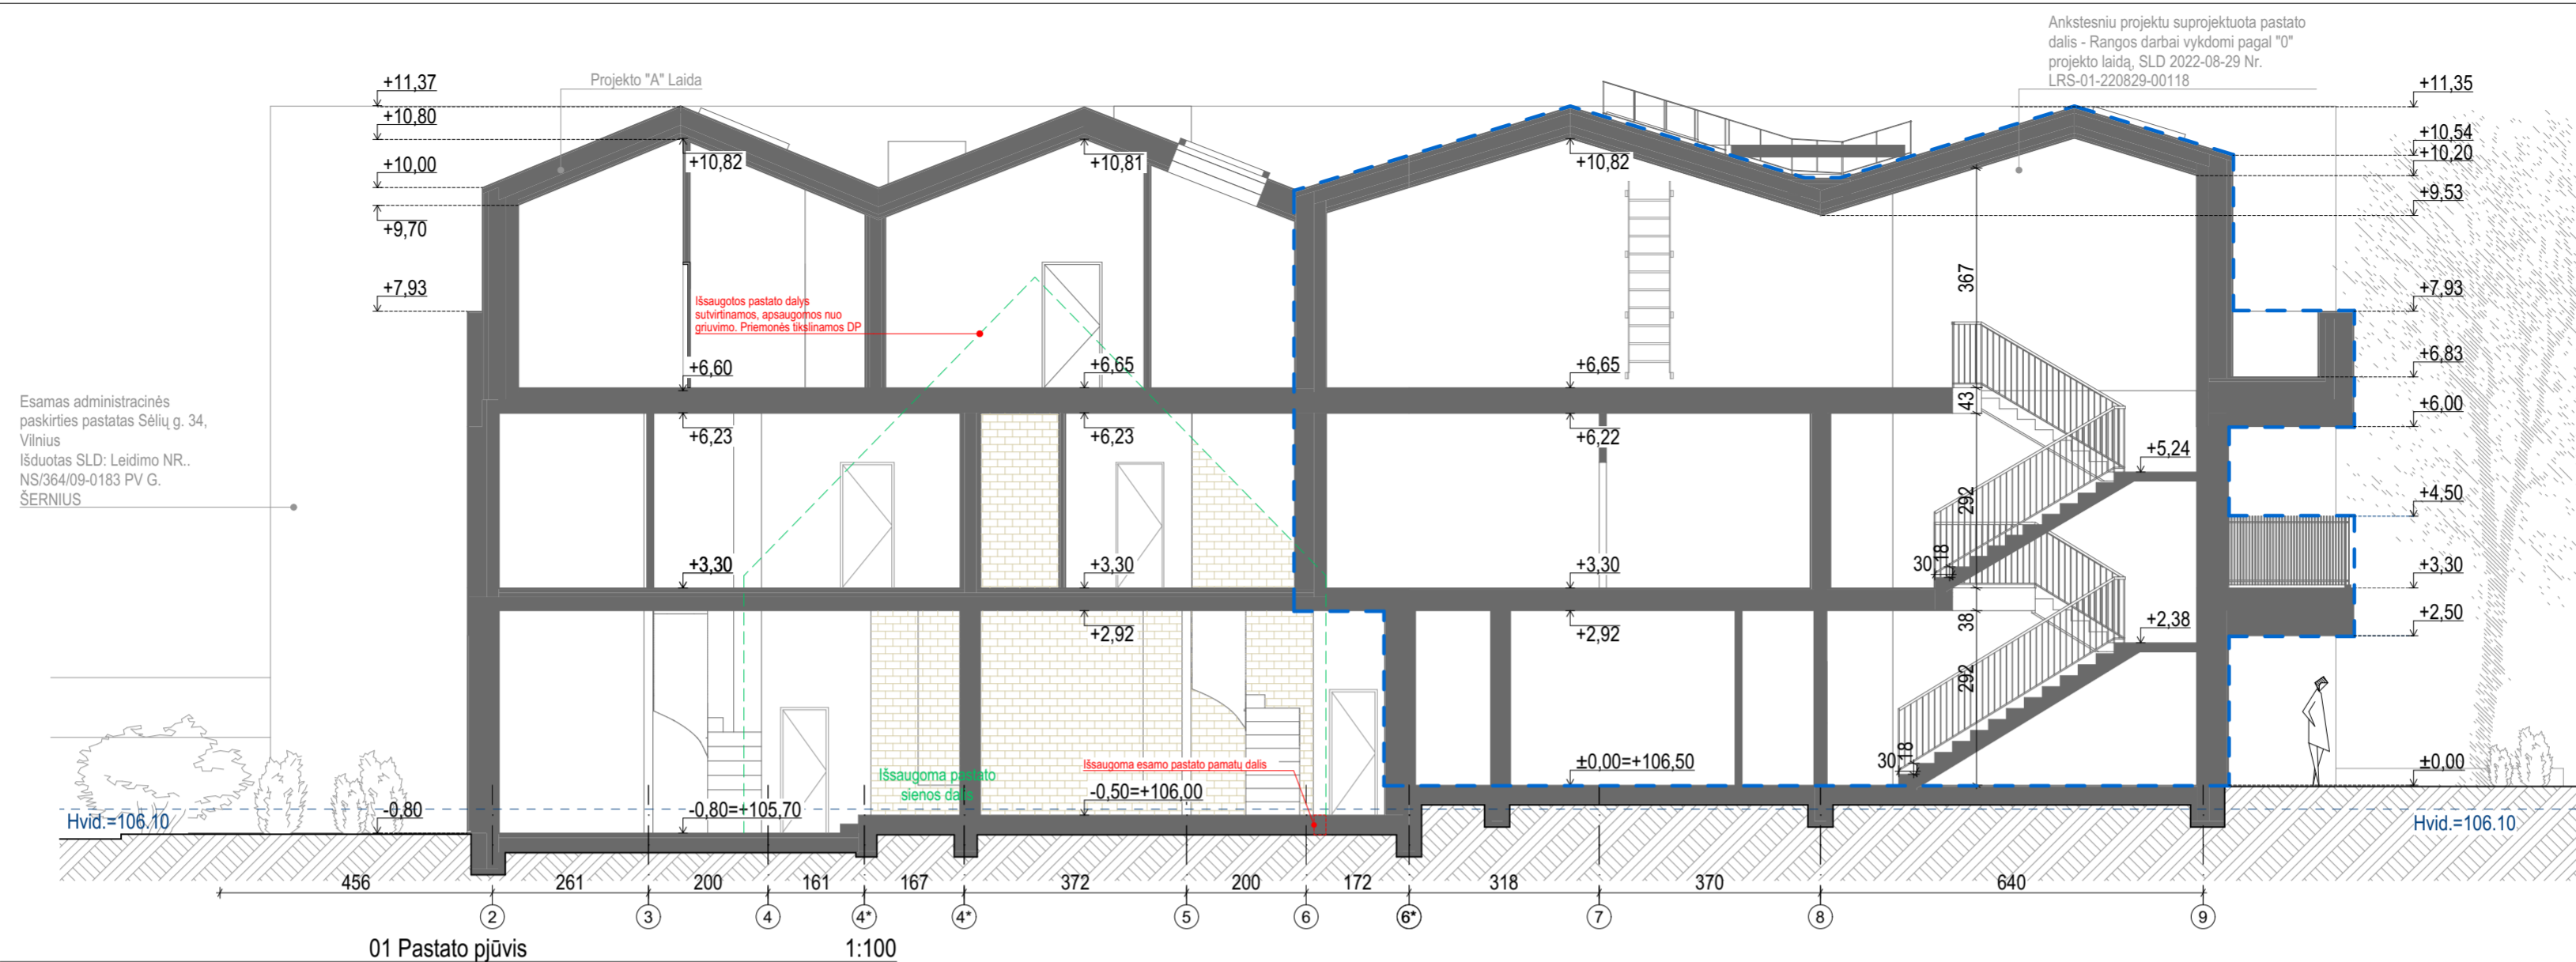 Ankstesniu projektu suprojektuota pastato
dalis - Rangos darbai vykdomi pagal "0"
projekto laidą, SLD 2022-08-29 Nr.
LRS-01-220829-00118
Projekto "A" Laida
+11,37
+10,80
+10,00
+9,70
+7,93
-0,80
+10,82
+10,81
+10,82
+11,35
+10,54
+10,20
+9,53
+7,93
+6,83
+6,00
+4,50
+3,30
+2,50
±0,00
Išsaugotos pastato dalys
sutvirtinamos, apsaugomos nuo
griuvimo. Priemonės tikslinamos DP
367
+6,60
+6,65
+6,65
43
+6,23
+6,23
+6,22
+5,24
Esamas administracinės
paskirties pastatas Sėlių g. 34,
Vilnius
Išduotas SLD: Leidimo NR..
NS/364/09-0183 PV G.
ŠERNIUS
292
30 18
+3,30
+3,30
+3,30
38
+2,92
+2,92
+2,38
292
30 18
Išsaugoma pastato
sienos dalis
Išsaugoma esamo pastato pamatų dalis
±0,00=+106,50
-0,80=+105,70
-0,50=+106,00
Hvid.=106.10
Hvid.=106.10
456 261 200 161 167 372 200 172 318 370 640
2 3 4 4* 4* 5 6 6* 7 8 9
01 Pastato pjūvis 1:100